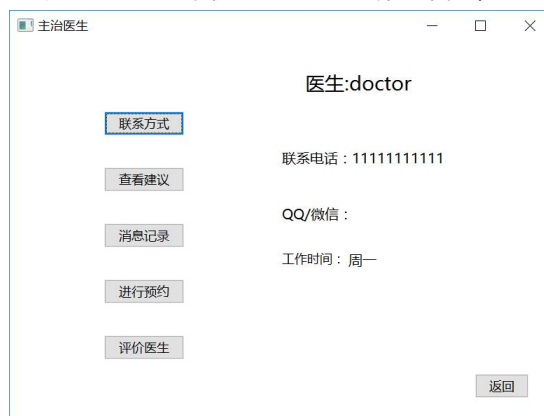 主治医生
医生:doctor
联系方式
联系电话：11111111111
查看建议
QQ/微信：
消息记录
工作时间： 周一
进行预约
评价医生
返回